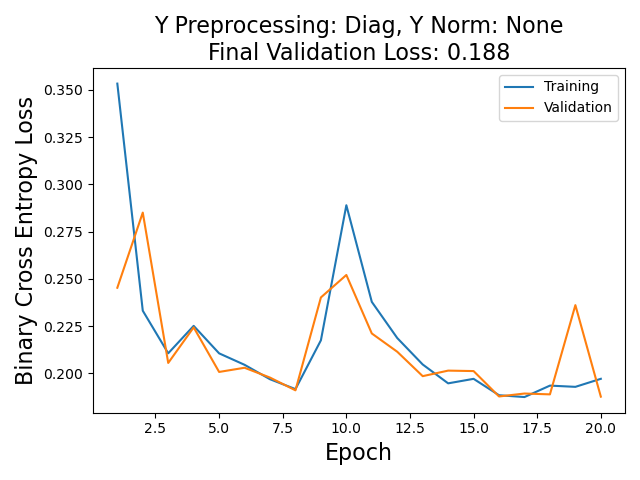 Y Preprocessing: Diag, Y Norm: None
Final Validation Loss: 0.188
Training
Validation
Binary Cross Entropy Loss
0.350
0.325
0.300
0.275
0.250
0.225
0.200
2.5
5.0
7.5
10.0
12.5
15.0
17.5
20.0
Epoch